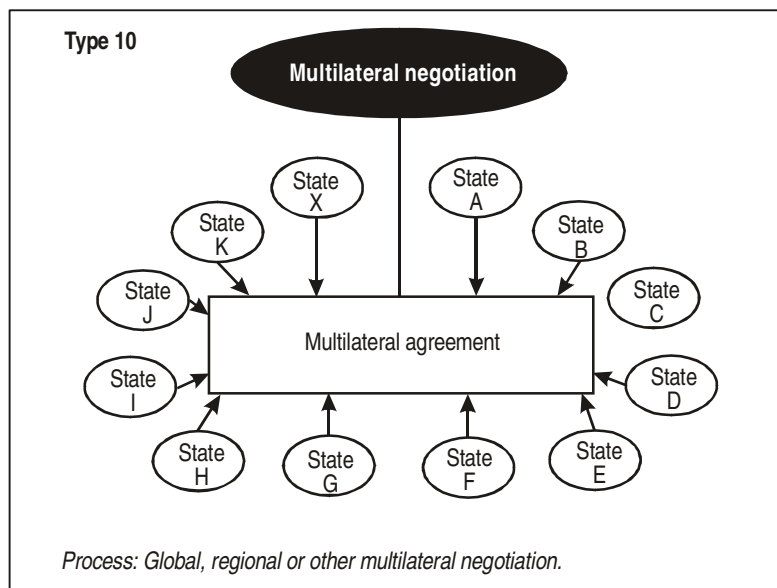 Type 10
Multilateral negotiation
State
X
State
A
State
K
State
B
State
J
State
C
Multilateral agreement
State
I
State
D
State
H
State
G
State
F
State
E
Process: Global, regional or other multilateral negotiation.